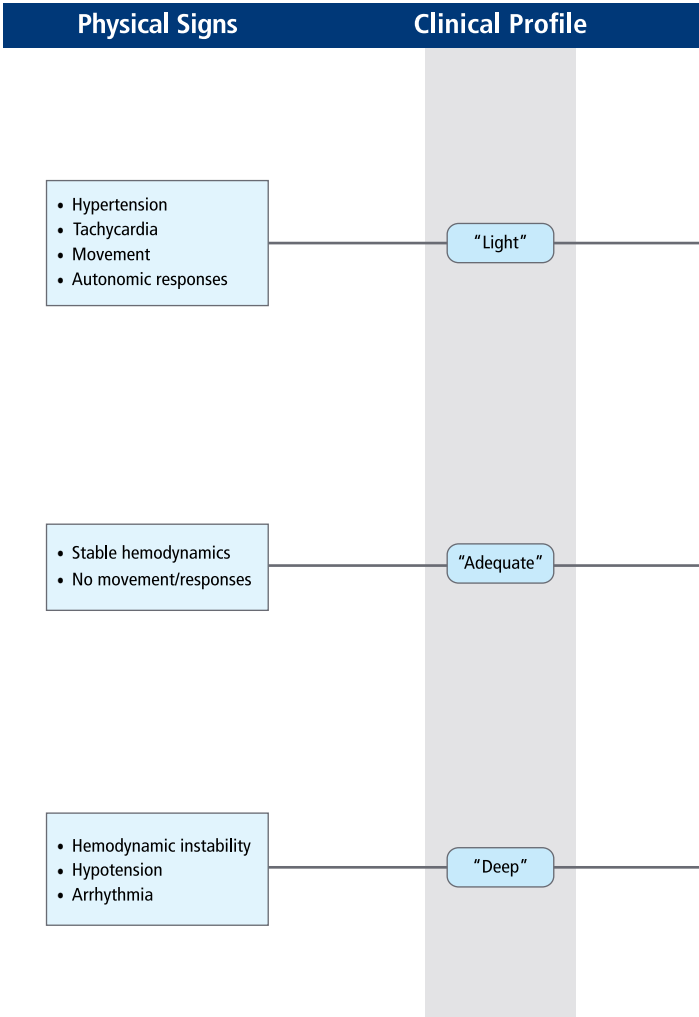 Physical Signs
Clinical Profile
• Hypertension
• Tachycardia
• Movement
• Autonomic responses
“Light”
• Stable hemodynamics
• No movement/responses
“Adequate”
• Hemodynamic instability
• Hypotension
• Arrhythmia
“Deep”